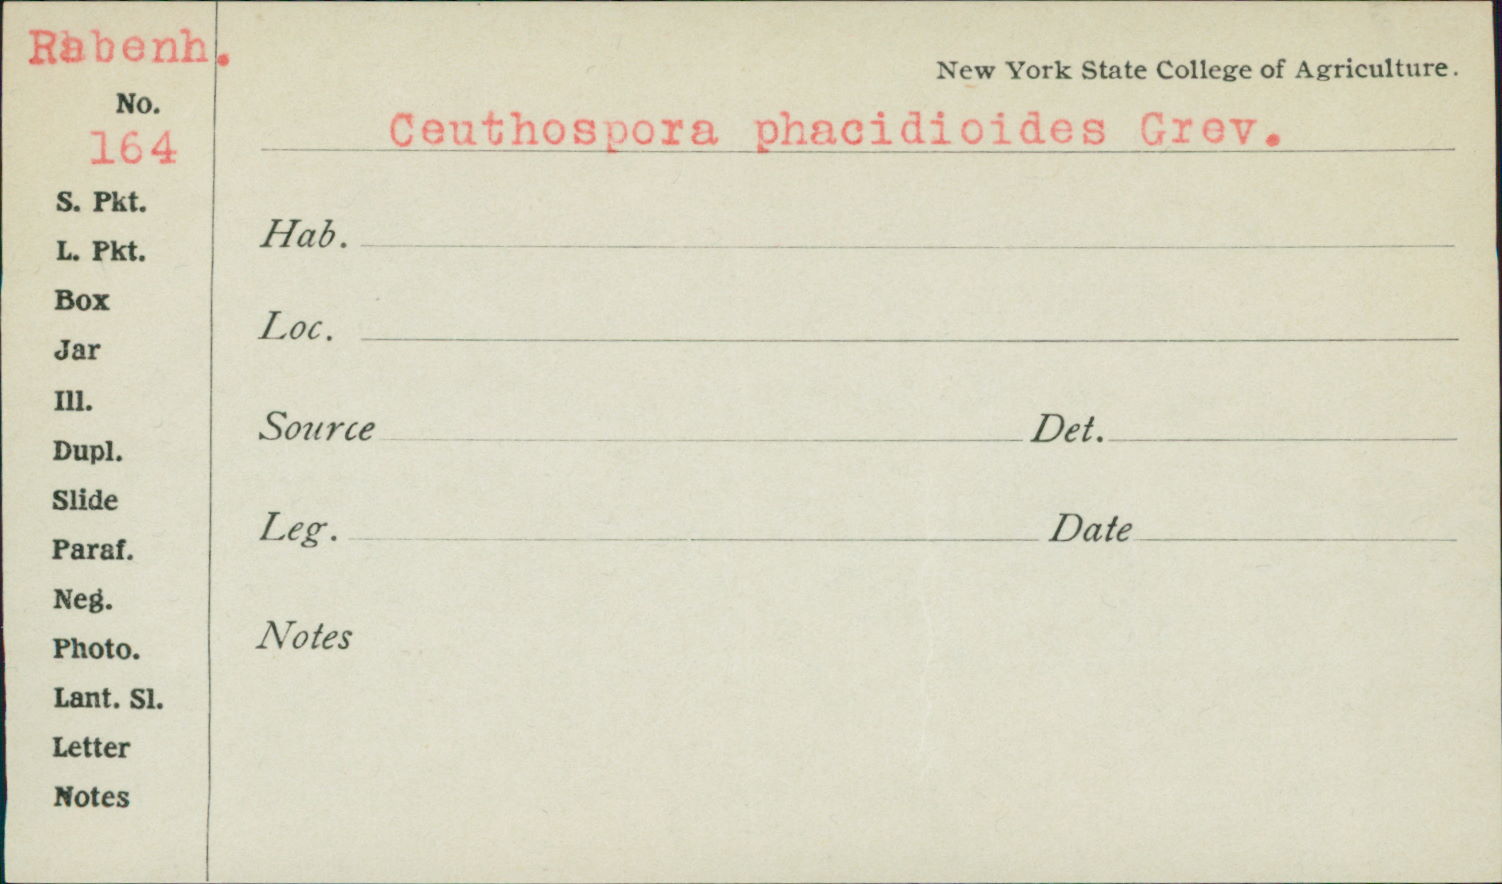 Rabenh.
No.
164
S. Pkt.
L. Pkt.
Box
Jar
Ill.
Dupl.
Slide
Paraf.
Neg.
Photo.
Lant. Sl.
Letter
Notes
New York State College of Agriculture.
Ceuthospora phacidioides Grev.
Hab.
Loc.
Source Det.
Leg. Date
Notes